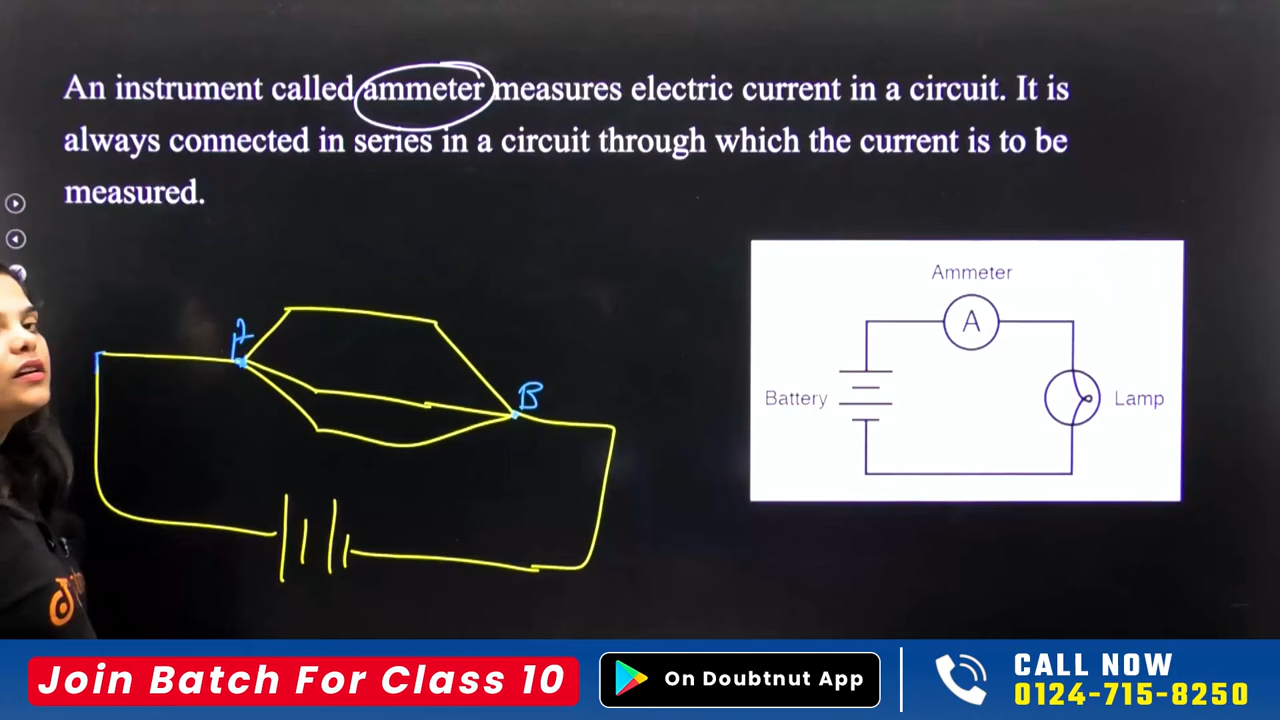 An instrument called ammeter measures electric current in a circuit. It is
always connected in series in a circuit through which the current is to be
measured.
Ammeter
A
Battery
Lamp
A
B
Join Batch For Class 10
On Doubtnut App
CALL NOW
0124-715-8250